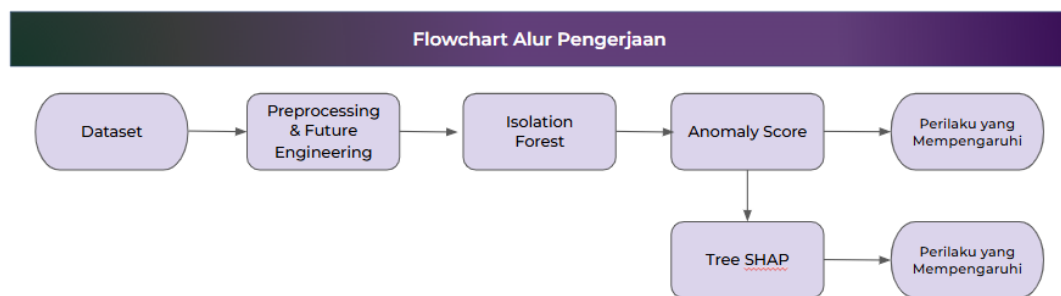 Flowchart Alur Pengerjaan
Dataset
Preprocessing
& Future
Engineering
Isolation
Forest
Anomaly Score
Perilaku yang
Mempengaruhi
Tree SHAP
Perilaku yang
Mempengaruhi